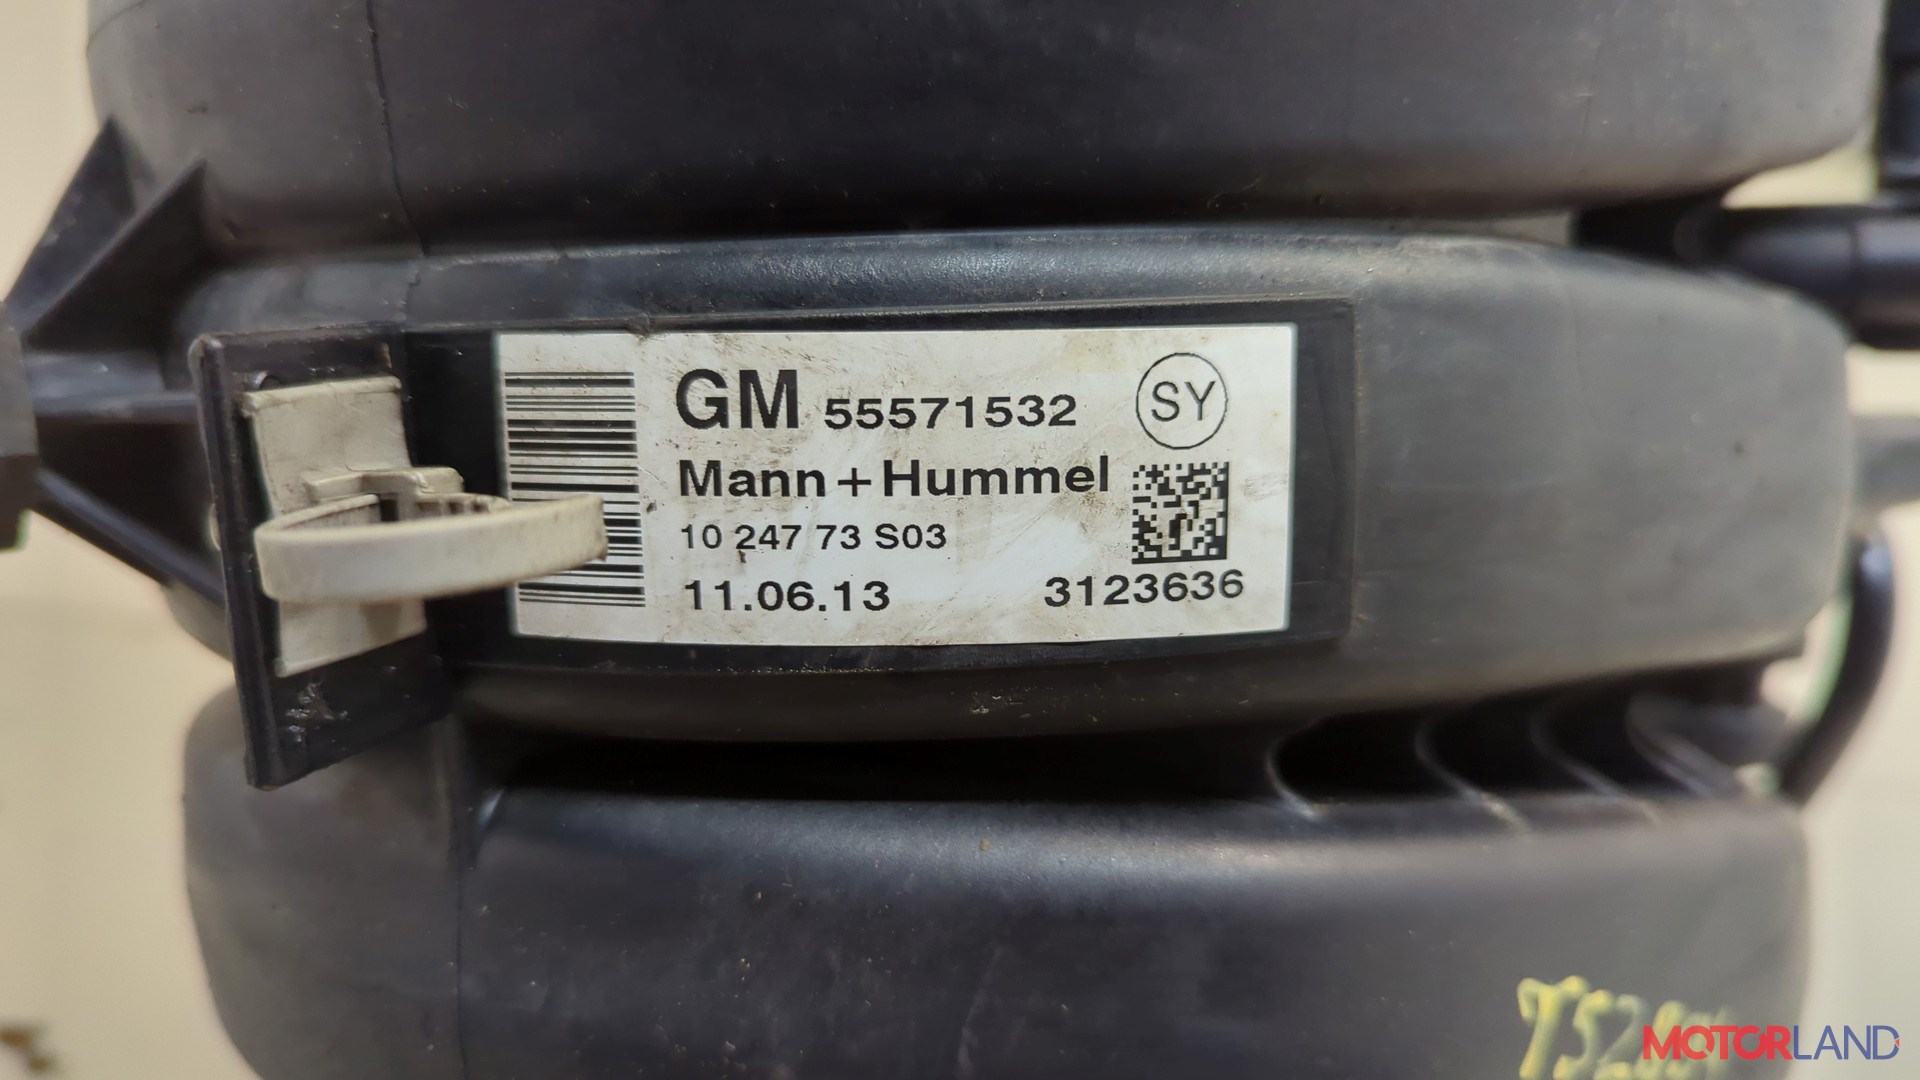 GM 55571532 SY
Mann+Hummel
10 247 73 S03
11.06.13 3123636
MOTORLAND